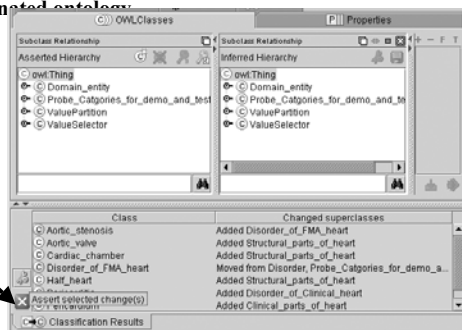 nated ontology
OWLClasses
Properties
Subclass Relationship
Asserted Hierarchy
owl:Thing
Domain_entity
Probe_Catgories_for_demo_and_test
ValuePartition
ValueSelector
Subclass Relationship
Inferred Hierarchy
owl:Thing
Domain_entity
Probe_Catgories_for_demo_and_te
ValuePartition
ValueSelector
F T
Class Changed superclasses
Aortic_stenosis Added Disorder_of_FMA_heart
Aortic_valve Added Structural_parts_of_heart
Cardiac_chamber Added Structural_parts_of_heart
Disorder_of_FMA_heart Moved from Disorder, Probe_Catgories_for_demo_a...
Half_heart Added Structural_parts_of_heart
Added Disorder_of_Clinical_heart
Assert selected change(s)
Added Clinical_parts_of_heart
Classification Results